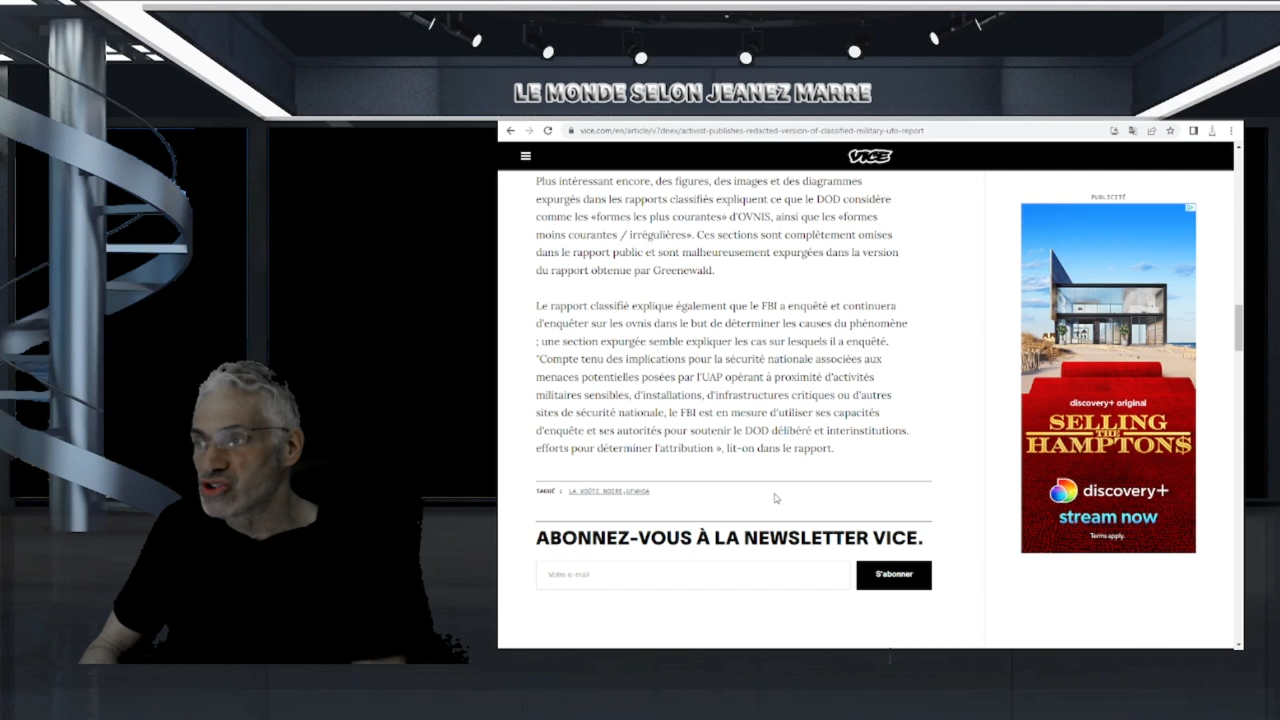 LE MONDE SELON JEANEZ MARRE
vice.com/en/article/v7dnex/activist-publishes-redacted-version-of-classified-military-ufo-report
VICE
Plus intéressant encore, des figures, des images et des diagrammes
expurgés dans les rapports classifiés expliquent ce que le DOD considère
comme les «formes les plus courantes» d'OVNIS, ainsi que les «formes
moins courantes / irrégulières». Ces sections sont complètement omises
dans le rapport public et sont malheureusement expurgées dans la version
du rapport obtenue par Greenewald.
Le rapport classifié explique également que le FBI a enquêté et continuera
d'enquêter sur les ovnis dans le but de déterminer les causes du phénomène
; une section expurgée semble expliquer les cas sur lesquels il a enquêté.
"Compte tenu des implications pour la sécurité nationale associées aux
menaces potentielles posées par l'UAP opérant à proximité d'activités
militaires sensibles, d'installations, d'infrastructures critiques ou d'autres
sites de sécurité nationale, le FBI est en mesure d'utiliser ses capacités
d'enquête et ses autorités pour soutenir le DOD délibéré et interinstitutions.
efforts pour déterminer l'attribution », lit-on dans le rapport.
TAGUÉ : LA VOÛTE NOIRE,
ABONNEZ-VOUS À LA NEWSLETTER VICE.
Votre e-mail
S'abonner
PUBLICITÉ
discovery+ original
SELLING
THE
HAMPTONS
discovery+
stream now
Terms apply.